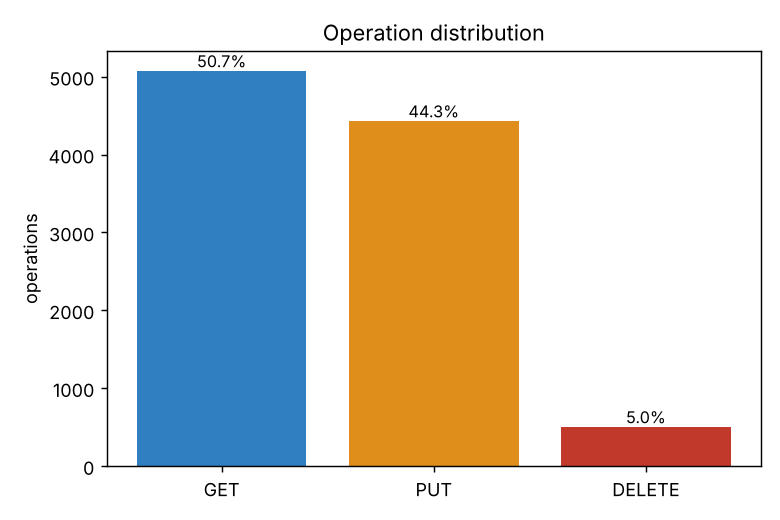 Operation distribution
50.7%
44.3%
5.0%
5000
4000
3000
2000
1000
0
operations
GET
PUT
DELETE